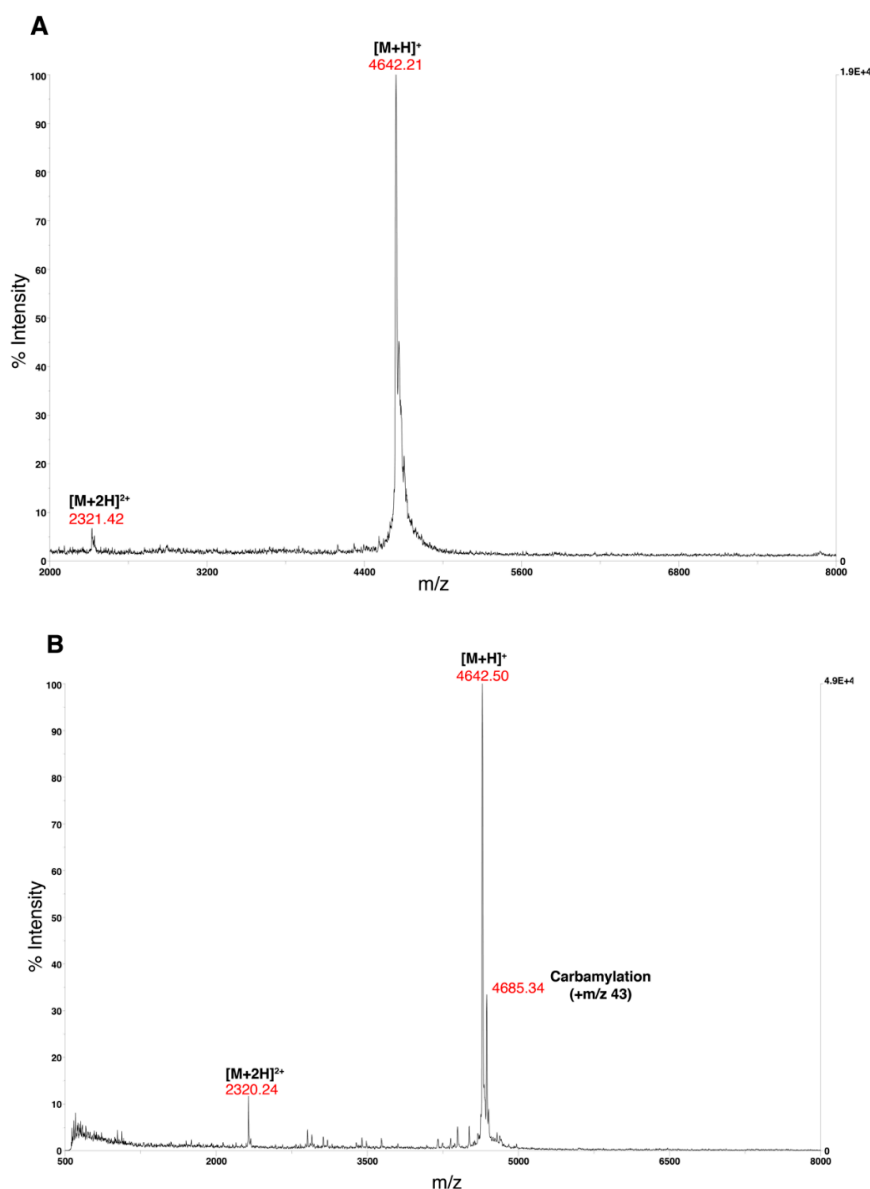 A
[M+H]⁺
4642.21
100
1.9E+4
90
80
70
60
% Intensity
50
40
30
20
[M+2H]²⁺
2321.42
10
0
0
2000
3200
4400
5600
6800
8000
m/z
B
[M+H]⁺
4642.50
100
4.9E+4
90
80
70
60
% Intensity
50
40
4685.34
Carbamylation
(+m/z 43)
30
20
[M+2H]²⁺
2320.24
10
0
0
500
2000
3500
5000
6500
8000
m/z